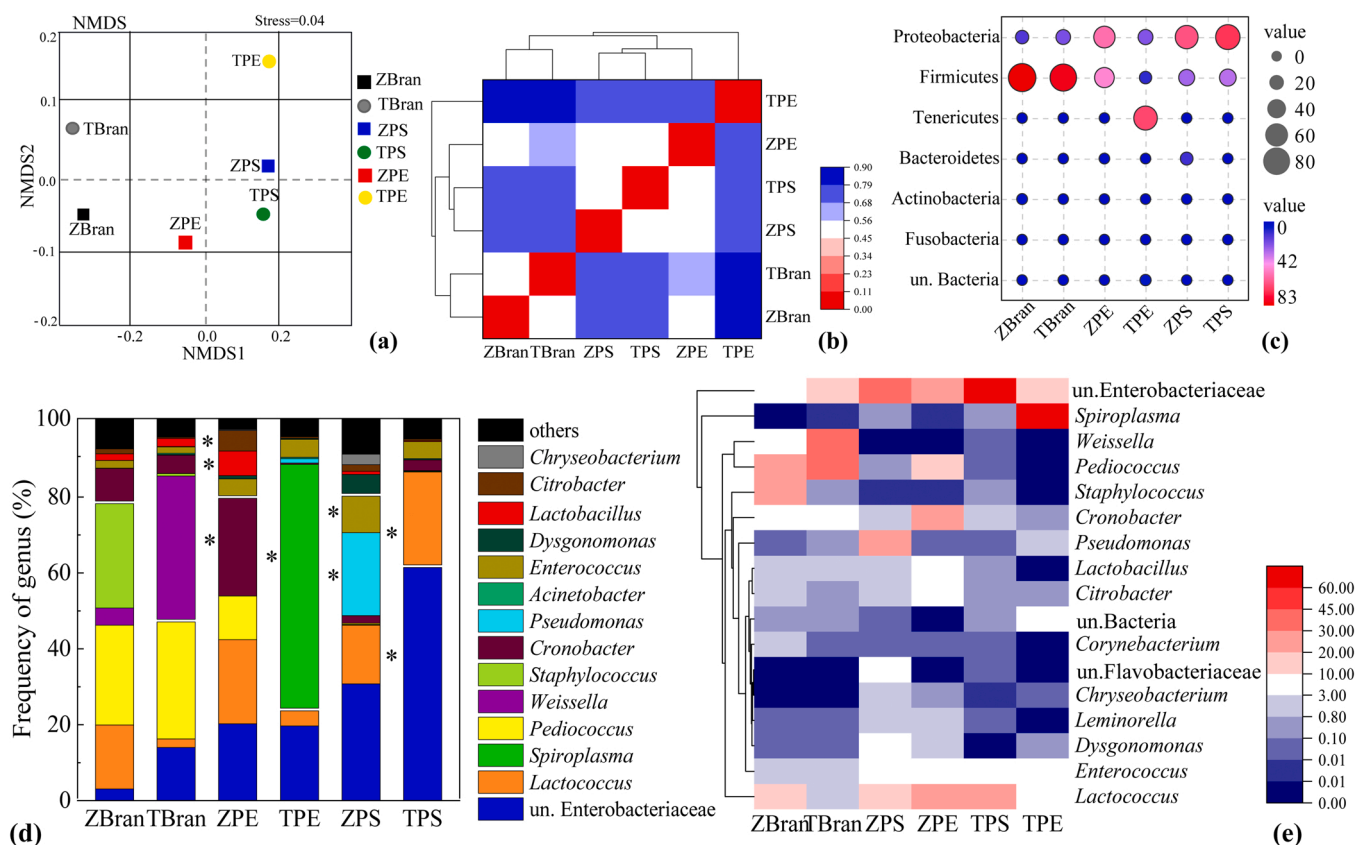 NMDS
Stress=0.04
0.2
0.1
0.0
-0.1
-0.2
NMDS2
-0.2
0.0
0.2
NMDS1
TPE
TBran
ZPS
TPS
ZBran
ZPE
ZBran
TBran
ZPS
TPS
ZPE
TPE
(a)
TPE
ZPE
TPS
ZPS
TBran
ZBran
ZBran TBran ZPS TPS ZPE TPE
0.90
0.79
0.68
0.56
0.45
0.34
0.23
0.11
0.00
(b)
Proteobacteria
Firmicutes
Tenericutes
Bacteroidetes
Actinobacteria
Fusobacteria
un. Bacteria
ZBran TBran ZPE TPE ZPS TPS
value
0
20
40
60
80
value
0
42
83
(c)
Frequency of genus (%)
100
80
60
40
20
0
* * * * * * * *
ZBran TBran ZPE TPE ZPS TPS
others
Chryseobacterium
Citrobacter
Lactobacillus
Dysgonomonas
Enterococcus
Acinetobacter
Pseudomonas
Cronobacter
Staphylococcus
Weissella
Pediococcus
Spiroplasma
Lactococcus
un. Enterobacteriaceae
(d)
un.Enterobacteriaceae
Spiroplasma
Weissella
Pediococcus
Staphylococcus
Cronobacter
Pseudomonas
Lactobacillus
Citrobacter
un.Bacteria
Corynebacterium
un.Flavobacteriaceae
Chryseobacterium
Leminorella
Dysgonomonas
Enterococcus
Lactococcus
ZBran TBran ZPS ZPE TPS TPE
60.00
45.00
30.00
20.00
10.00
3.00
0.80
0.10
0.01
0.01
0.00
(e)